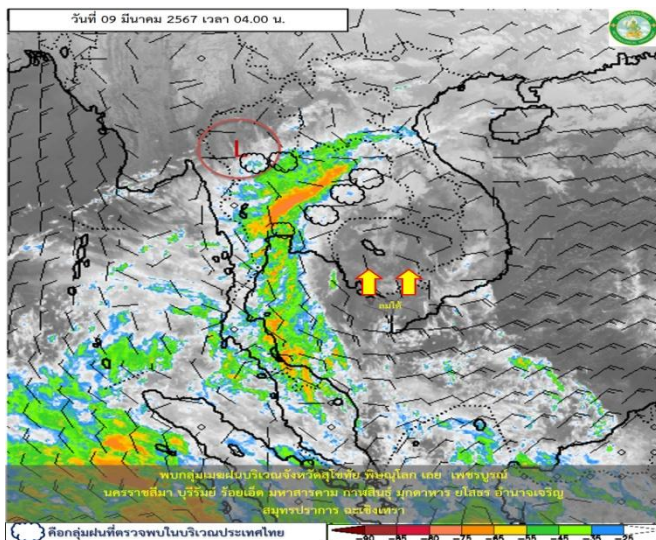 วันที่ 09 มีนาคม 2567 เวลา 04.00 น.
L
ลมใต้
พบกลุ่มเมฆฝนบริเวณจังหวัดสุโขทัย พิษณุโลก เลย เพชรบูรณ์
นครราชสีมา บุรีรัมย์ ร้อยเอ็ด มหาสารคาม กาฬสินธุ์ มุกดาหาร ยโสธร อำนาจเจริญ
สมุทรปราการ ฉะเชิงเทรา
คือกลุ่มฝนที่ตรวจพบในบริเวณประเทศไทย
-90 -80 -75 -65 -55 -45 -35 -25